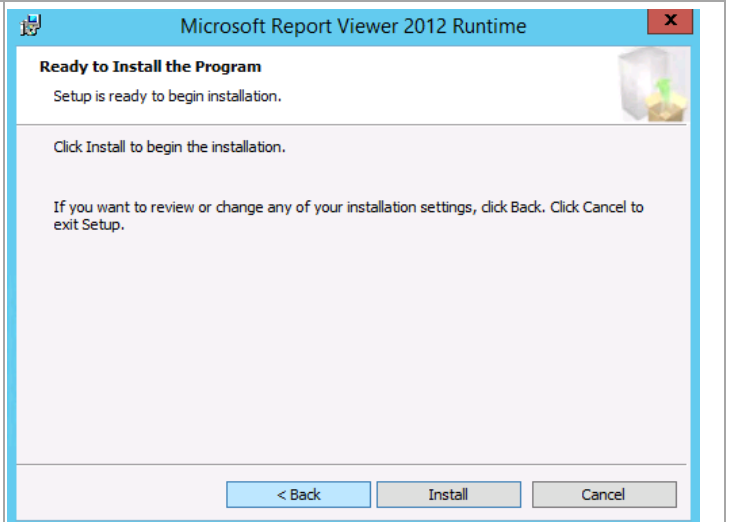 Microsoft Report Viewer 2012 Runtime
x
Ready to Install the Program
Setup is ready to begin installation.
Click Install to begin the installation.
If you want to review or change any of your installation settings, click Back. Click Cancel to
exit Setup.
< Back Install Cancel